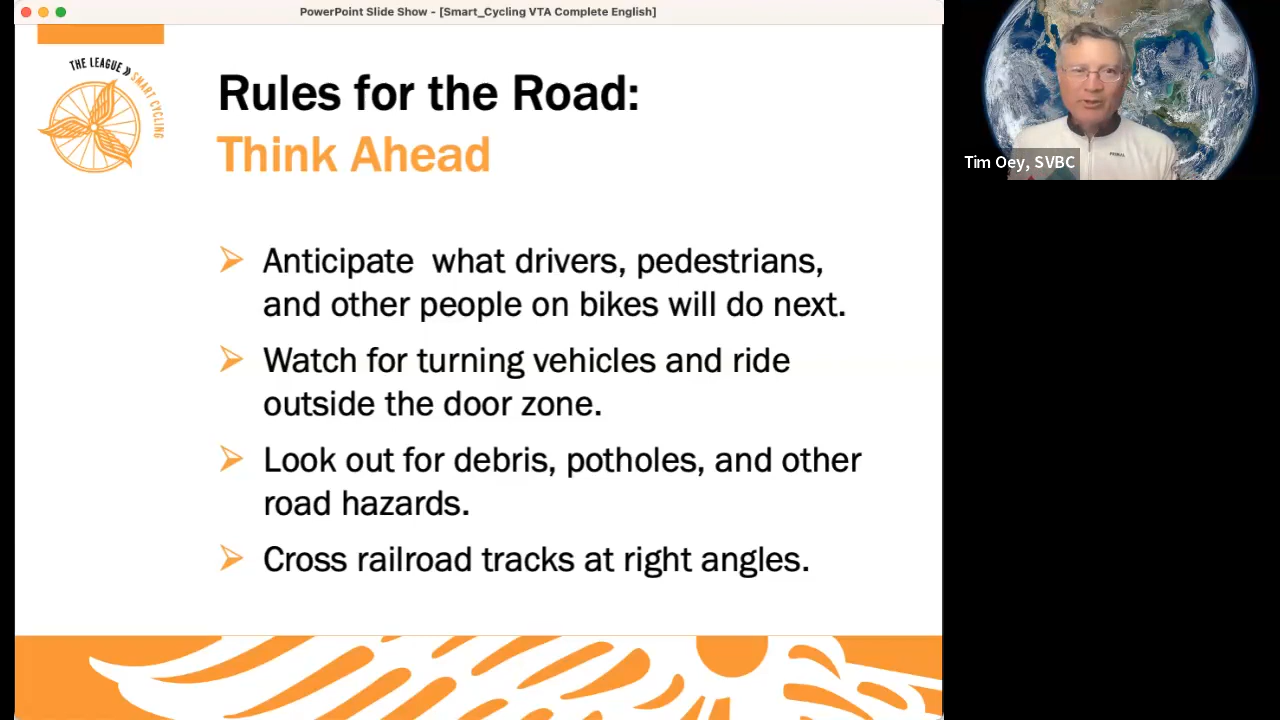 PowerPoint Slide Show - [Smart_Cycling VTA Complete English]
THE LEAGUE
SMART CYCLING
Rules for the Road:
Think Ahead
Anticipate what drivers, pedestrians,
and other people on bikes will do next.
Watch for turning vehicles and ride
outside the door zone.
Look out for debris, potholes, and other
road hazards.
Cross railroad tracks at right angles.
Tim Oey, SVBC